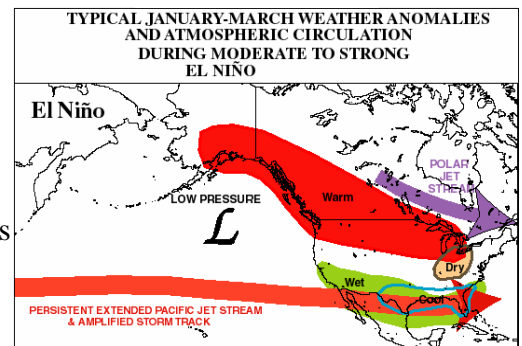 TYPICAL JANUARY-MARCH WEATHER ANOMALIES
AND ATMOSPHERIC CIRCULATION
DURING MODERATE TO STRONG
EL NIÑO
El Niño
POLAR
JET
STREAM
LOW PRESSURE
L
Warm
S
Dry
Wet
Cool
PERSISTENT EXTENDED PACIFIC JET STREAM
& AMPLIFIED STORM TRACK